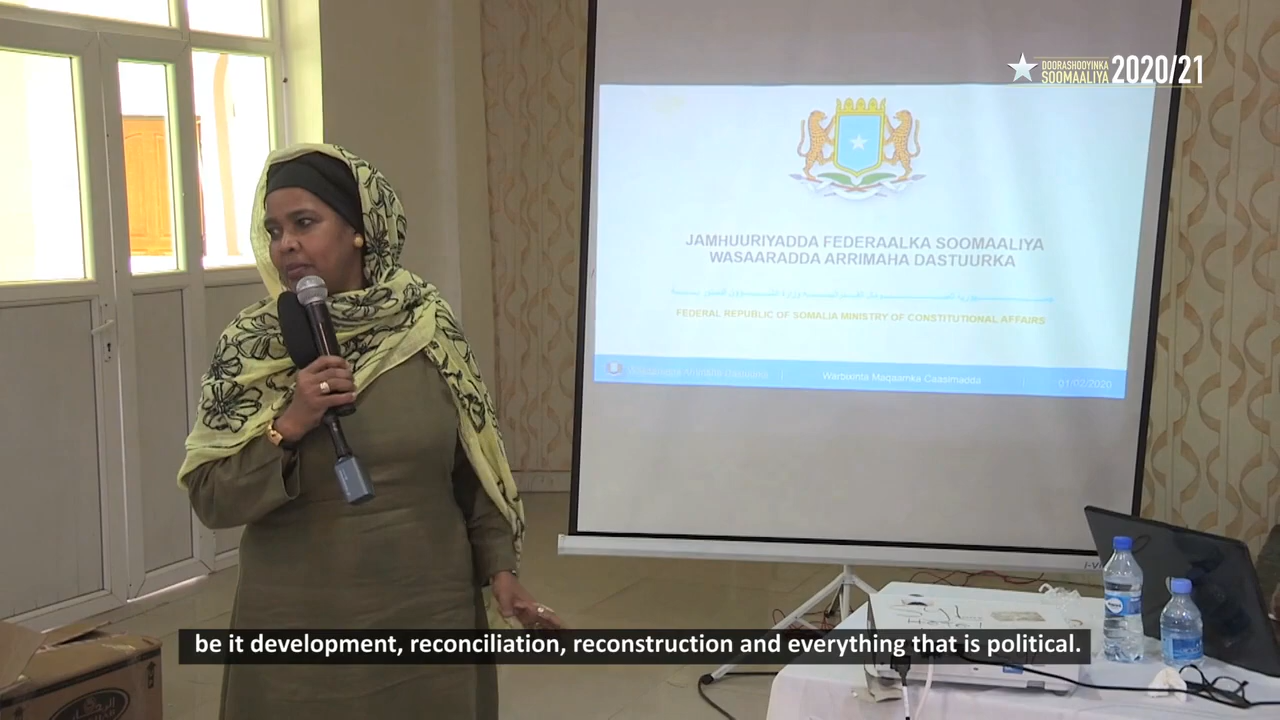 DOORASHOOYINKA
SOOMAALIYA 2020/21
JAMHUURIYADDA FEDERAALKA SOOMAALIYA
WASAARADDA ARRIMAHA DASTUURKA
FEDERAL REPUBLIC OF SOMALIA MINISTRY OF CONSTITUTIONAL AFFAIRS
Wasaaradda Arrimaha Dastuurka
Warbixinta Maqaamka Caasimadda
01/02/2020
be it development, reconciliation, reconstruction and everything that is political.